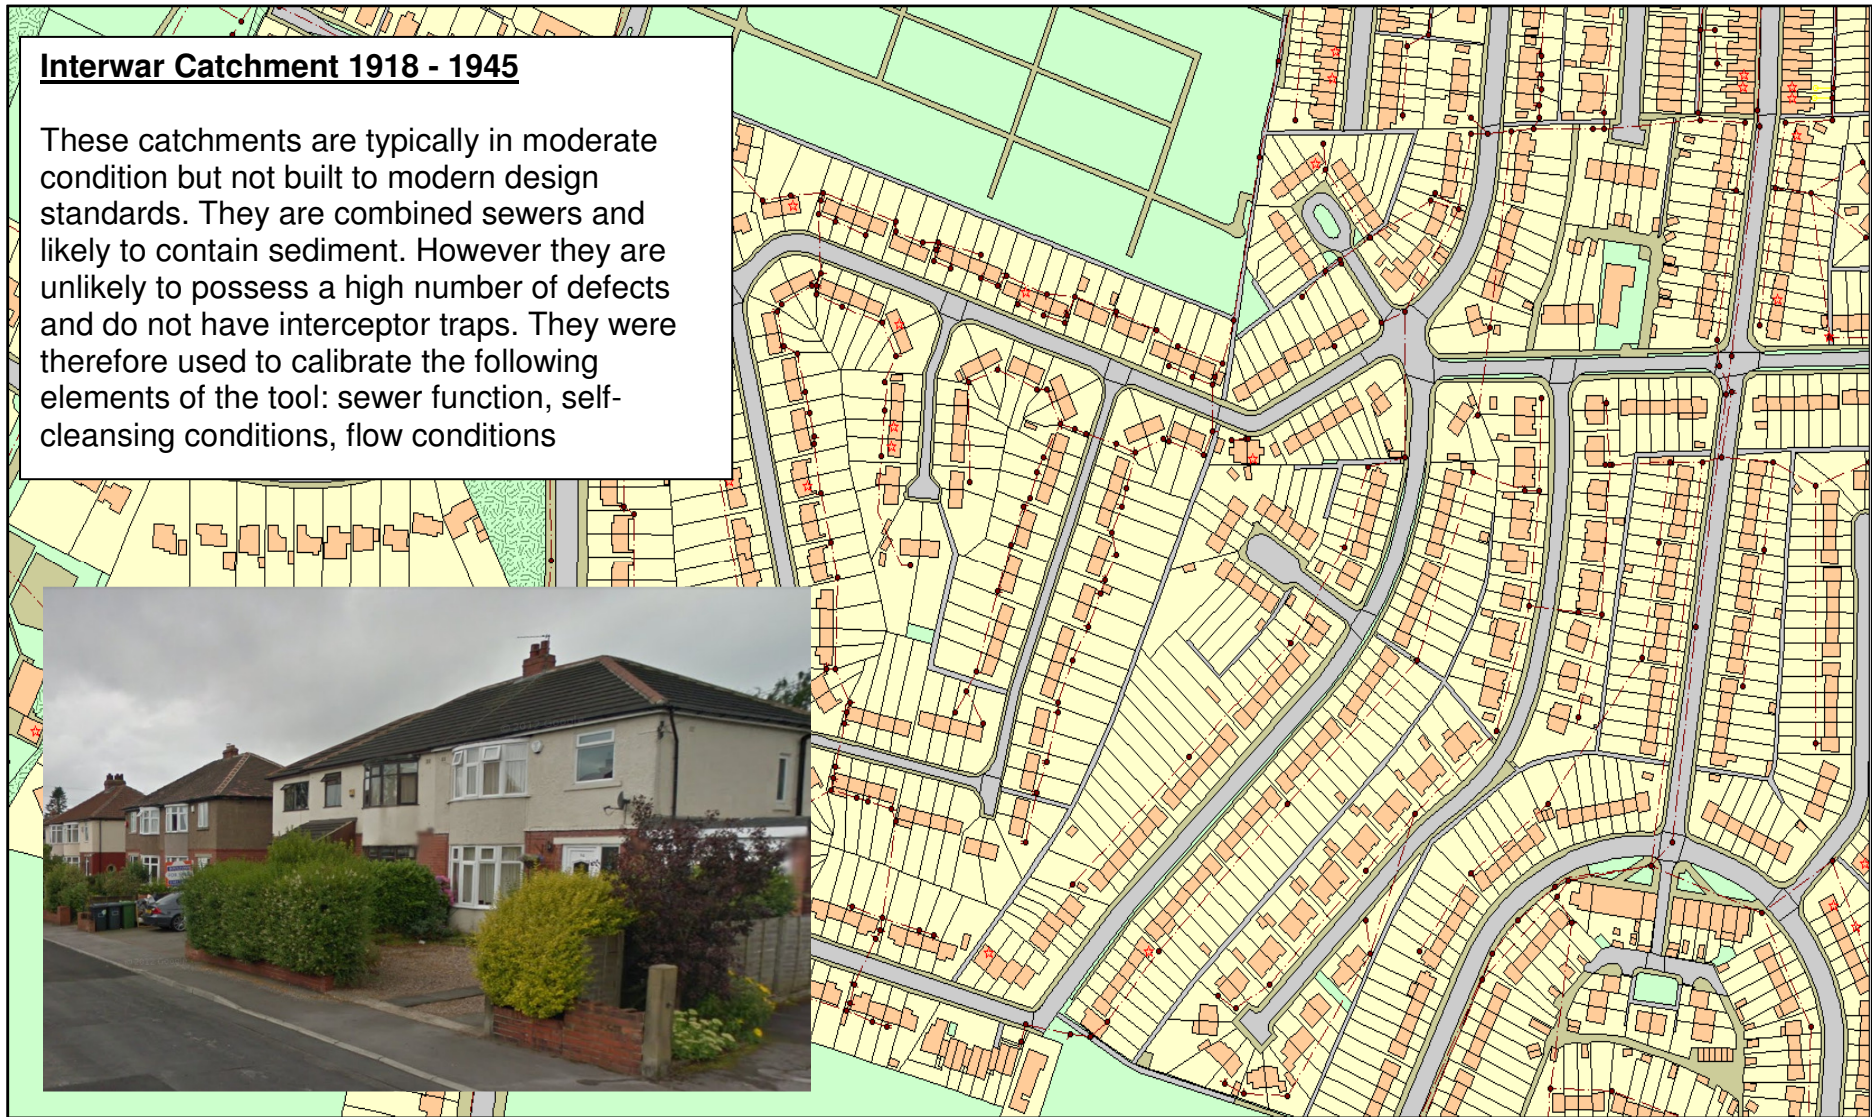 Interwar Catchment 1918 - 1945
These catchments are typically in moderate
condition but not built to modern design
standards. They are combined sewers and
likely to contain sediment. However they are
unlikely to possess a high number of defects
and do not have interceptor traps. They were
therefore used to calibrate the following
elements of the tool: sewer function, self-
cleansing conditions, flow conditions